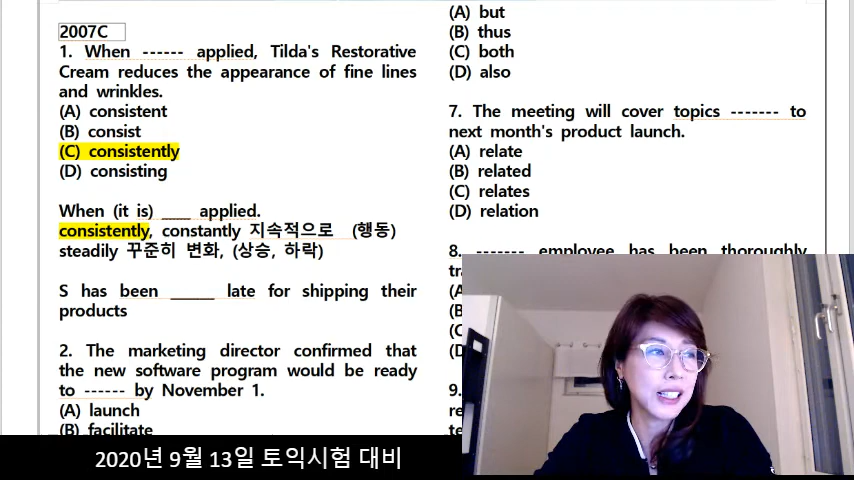 2007C
1. When ------ applied, Tilda's Restorative
Cream reduces the appearance of fine lines
and wrinkles.
(A) consistent
(B) consist
(C) consistently
(D) consisting
When (it is) ____ applied.
consistently, constantly 지속적으로 (행동)
steadily 꾸준히 변화, (상승, 하락)
S has been ______ late for shipping their
products
2. The marketing director confirmed that
the new software program would be ready
to ------ by November 1.
(A) launch
(B) facilitate
(A) but
(B) thus
(C) both
(D) also
7. The meeting will cover topics ------- to
next month's product launch.
(A) relate
(B) related
(C) relates
(D) relation
8. ------- employee has been thoroughly
2020년 9월 13일 토익시험 대비